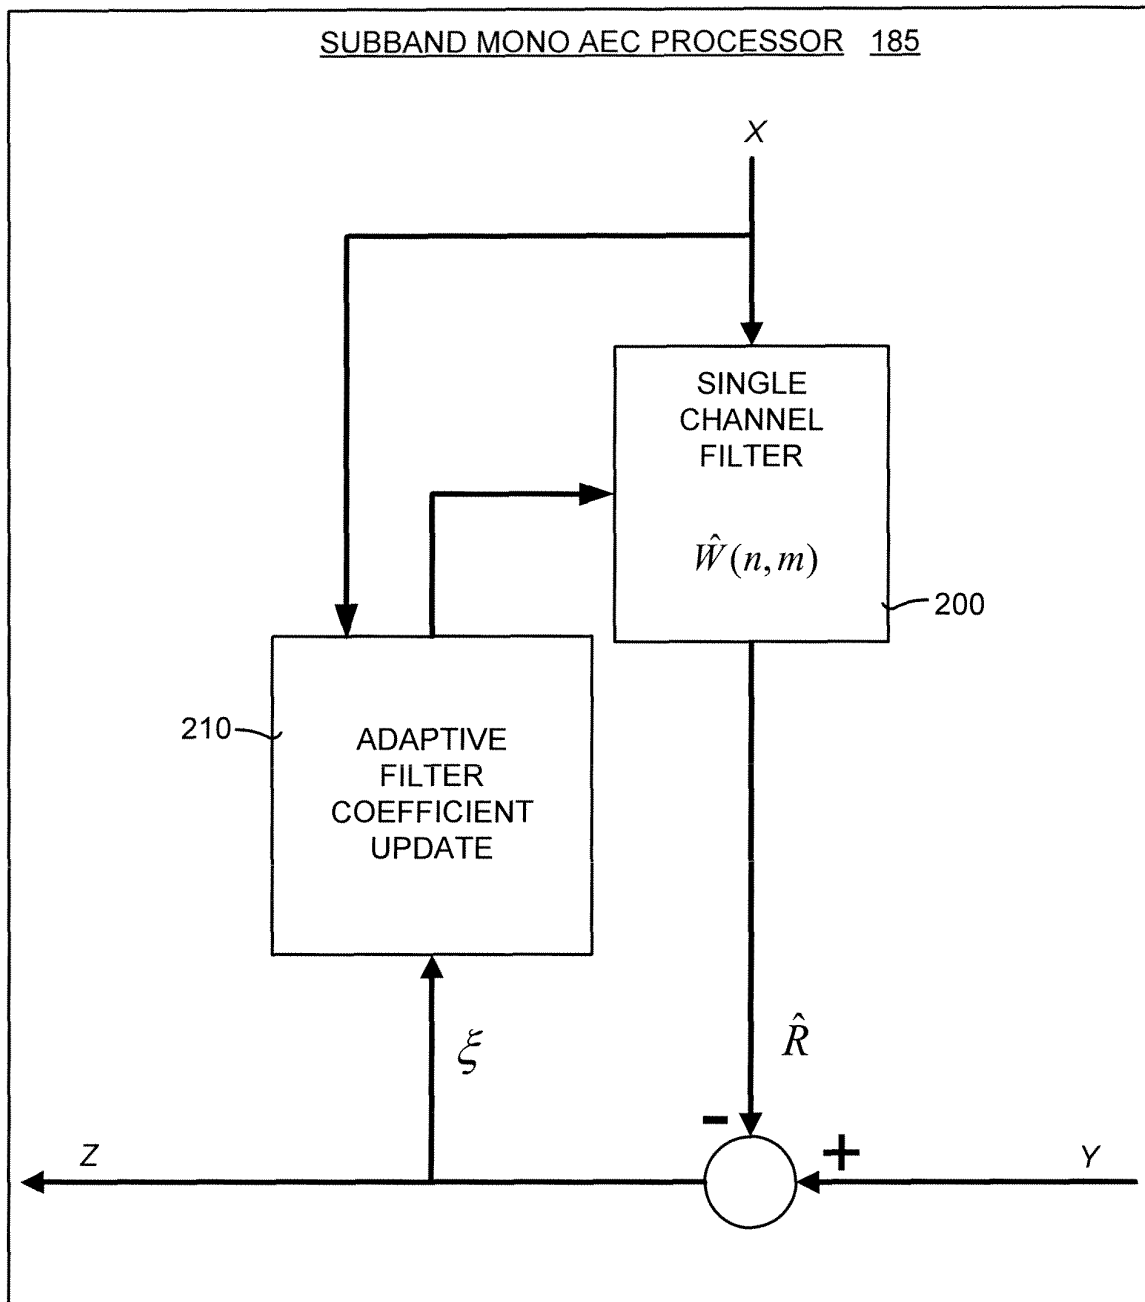 SUBBAND MONO AEC PROCESSOR 185
X
SINGLE
CHANNEL
FILTER
Ŵ(n,m)
200
210
ADAPTIVE
FILTER
COEFFICIENT
UPDATE
ξ
R̂
-
+
Z
Y